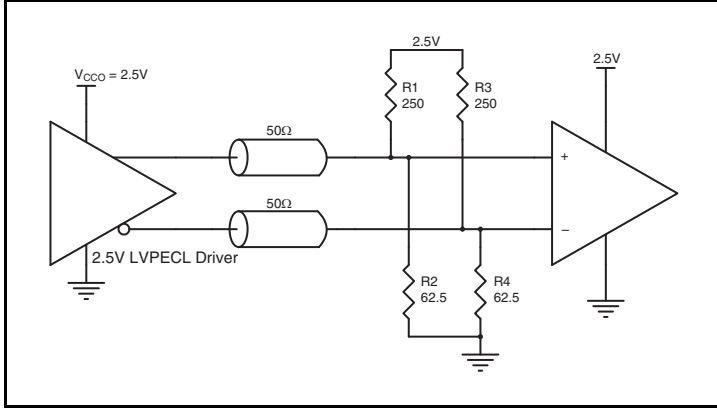 2.5V
V_CCO = 2.5V
2.5V
R1
250
R3
250
50Ω
+
50Ω
–
2.5V LVPECL Driver
R2
62.5
R4
62.5